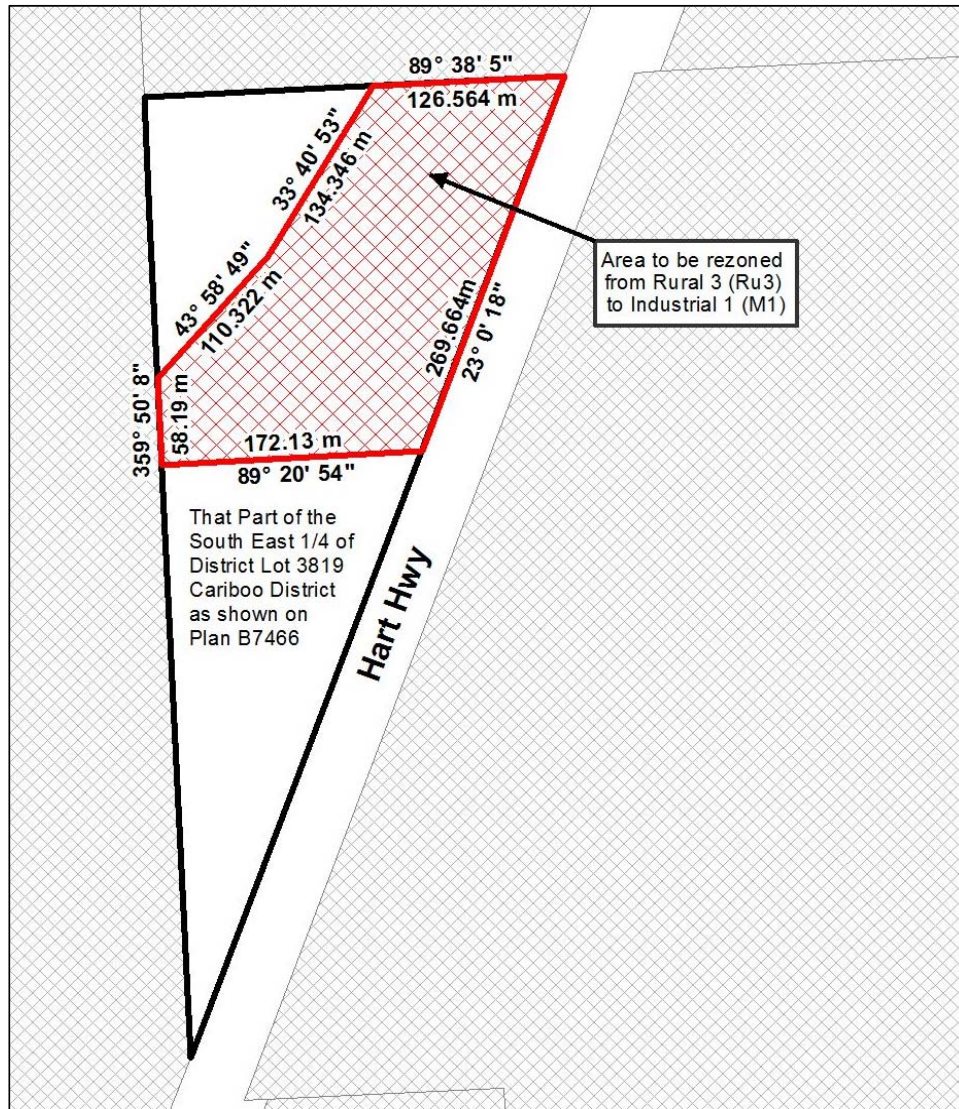 89° 38' 5"
126.564 m
33° 40' 53"
134.346 m
43° 58' 49"
110.322 m
359° 50' 8"
58.19 m
172.13 m
89° 20' 54"
269.664m
23° 0' 18"
Area to be rezoned
from Rural 3 (Ru3)
to Industrial 1 (M1)
That Part of the
South East 1/4 of
District Lot 3819
Cariboo District
as shown on
Plan B7466
Hart Hwy